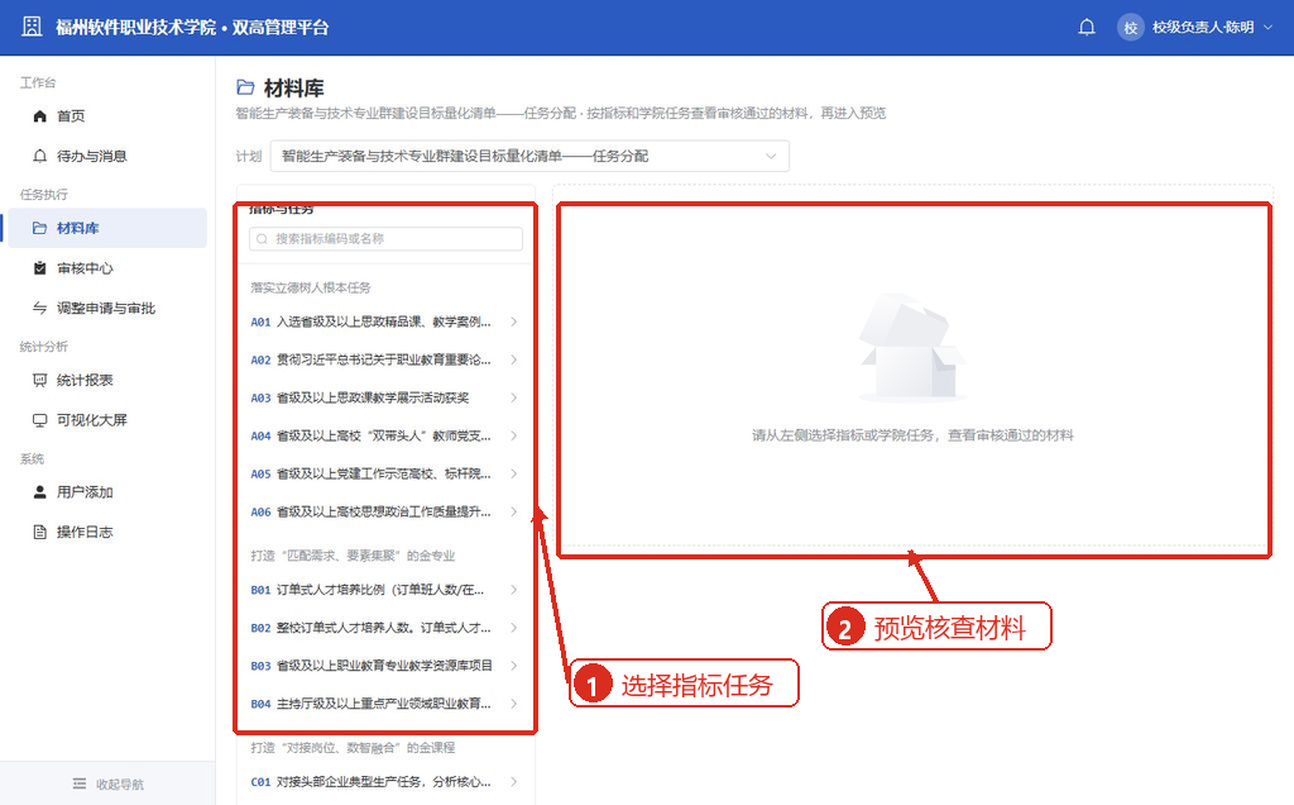 福州软件职业技术学院 • 双高管理平台
校 校级负责人·陈明
工作台
首页
待办与消息
任务执行
材料库
审核中心
调整申请与审批
统计分析
统计报表
可视化大屏
系统
用户添加
操作日志
收起导航
材料库
智能生产装备与技术专业群建设目标量化清单——任务分配 · 按指标和学院任务查看审核通过的材料，再进入预览
计划 智能生产装备与技术专业群建设目标量化清单——任务分配
指标与任务
搜索指标编码或名称
落实立德树人根本任务
A01 入选省级及以上思政精品课、教学案例...
A02 贯彻习近平总书记关于职业教育重要论...
A03 省级及以上思政课教学展示活动获奖
A04 省级及以上高校“双带头人”教师党支...
A05 省级及以上党建工作示范高校、标杆院...
A06 省级及以上高校思想政治工作质量提升...
打造“匹配需求、要素集聚”的金专业
B01 订单式人才培养比例（订单班人数/在...
B02 整校订单式人才培养人数。订单式人才...
B03 省级及以上职业教育专业教学资源库项目
B04 主持厅级及以上重点产业领域职业教育...
打造“对接岗位、数智融合”的金课程
C01 对接头部企业典型生产任务，分析核心...
请从左侧选择指标或学院任务，查看审核通过的材料
2 预览核查材料
1 选择指标任务